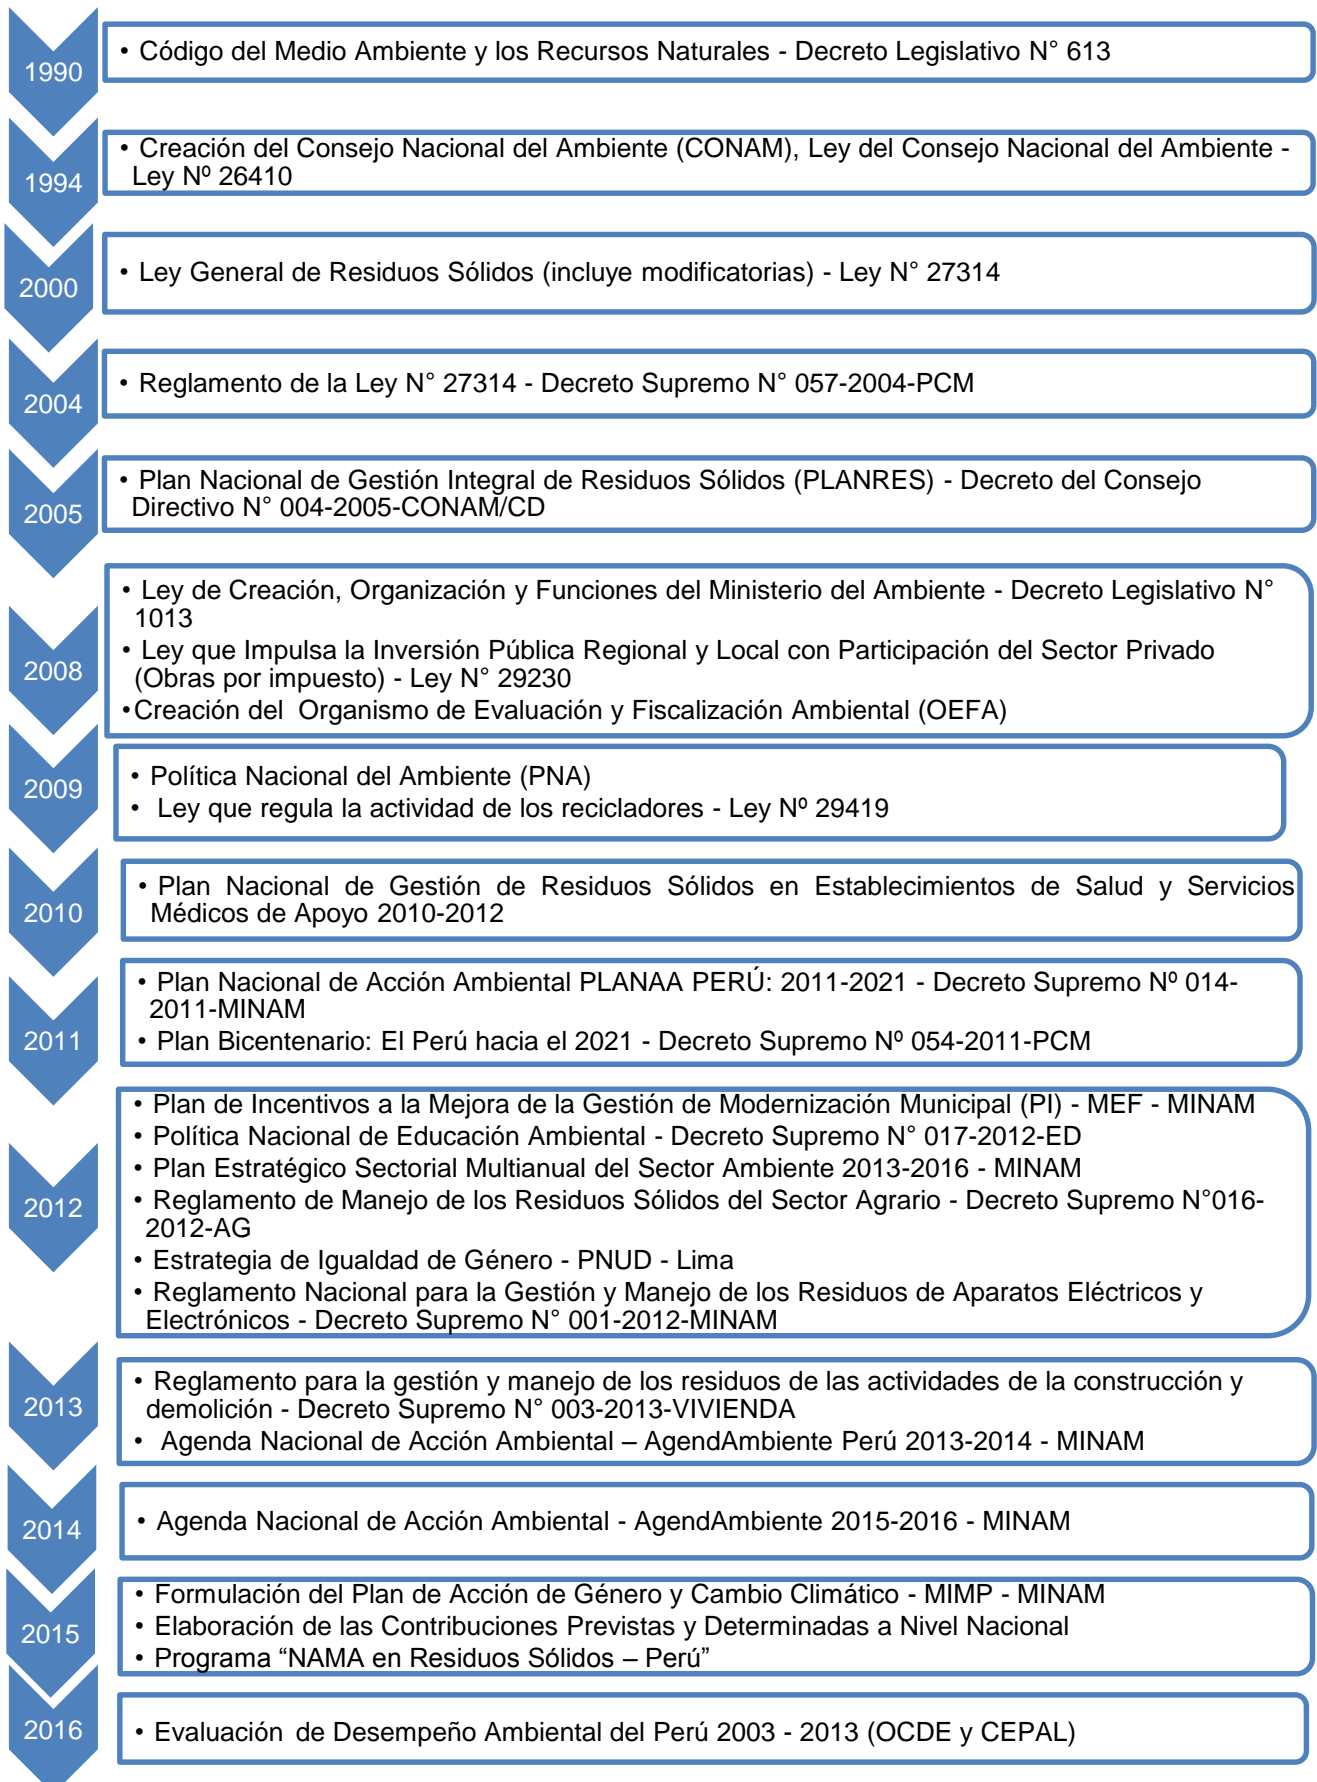 1990
• Código del Medio Ambiente y los Recursos Naturales - Decreto Legislativo N° 613
1994
• Creación del Consejo Nacional del Ambiente (CONAM), Ley del Consejo Nacional del Ambiente -
Ley Nº 26410
2000
• Ley General de Residuos Sólidos (incluye modificatorias) - Ley N° 27314
2004
• Reglamento de la Ley N° 27314 - Decreto Supremo N° 057-2004-PCM
2005
• Plan Nacional de Gestión Integral de Residuos Sólidos (PLANRES) - Decreto del Consejo
Directivo N° 004-2005-CONAM/CD
2008
• Ley de Creación, Organización y Funciones del Ministerio del Ambiente - Decreto Legislativo N°
1013
• Ley que Impulsa la Inversión Pública Regional y Local con Participación del Sector Privado
(Obras por impuesto) - Ley N° 29230
•Creación del Organismo de Evaluación y Fiscalización Ambiental (OEFA)
2009
• Política Nacional del Ambiente (PNA)
• Ley que regula la actividad de los recicladores - Ley Nº 29419
2010
• Plan Nacional de Gestión de Residuos Sólidos en Establecimientos de Salud y Servicios
Médicos de Apoyo 2010-2012
2011
• Plan Nacional de Acción Ambiental PLANAA PERÚ: 2011-2021 - Decreto Supremo Nº 014-
2011-MINAM
• Plan Bicentenario: El Perú hacia el 2021 - Decreto Supremo Nº 054-2011-PCM
2012
• Plan de Incentivos a la Mejora de la Gestión de Modernización Municipal (PI) - MEF - MINAM
• Política Nacional de Educación Ambiental - Decreto Supremo N° 017-2012-ED
• Plan Estratégico Sectorial Multianual del Sector Ambiente 2013-2016 - MINAM
• Reglamento de Manejo de los Residuos Sólidos del Sector Agrario - Decreto Supremo N°016-
2012-AG
• Estrategia de Igualdad de Género - PNUD - Lima
• Reglamento Nacional para la Gestión y Manejo de los Residuos de Aparatos Eléctricos y
Electrónicos - Decreto Supremo N° 001-2012-MINAM
2013
• Reglamento para la gestión y manejo de los residuos de las actividades de la construcción y
demolición - Decreto Supremo N° 003-2013-VIVIENDA
• Agenda Nacional de Acción Ambiental – AgendAmbiente Perú 2013-2014 - MINAM
2014
• Agenda Nacional de Acción Ambiental - AgendAmbiente 2015-2016 - MINAM
2015
• Formulación del Plan de Acción de Género y Cambio Climático - MIMP - MINAM
• Elaboración de las Contribuciones Previstas y Determinadas a Nivel Nacional
• Programa “NAMA en Residuos Sólidos – Perú”
2016
• Evaluación de Desempeño Ambiental del Perú 2003 - 2013 (OCDE y CEPAL)